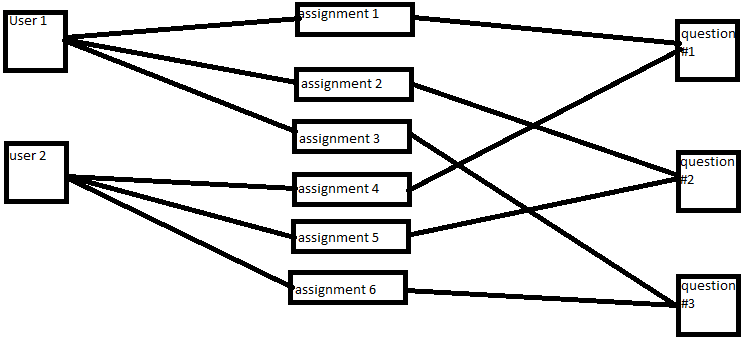 User 1
assignment 1
question
#1
assignment 2
assignment 3
user 2
assignment 4
question
#2
assignment 5
assignment 6
question
#3